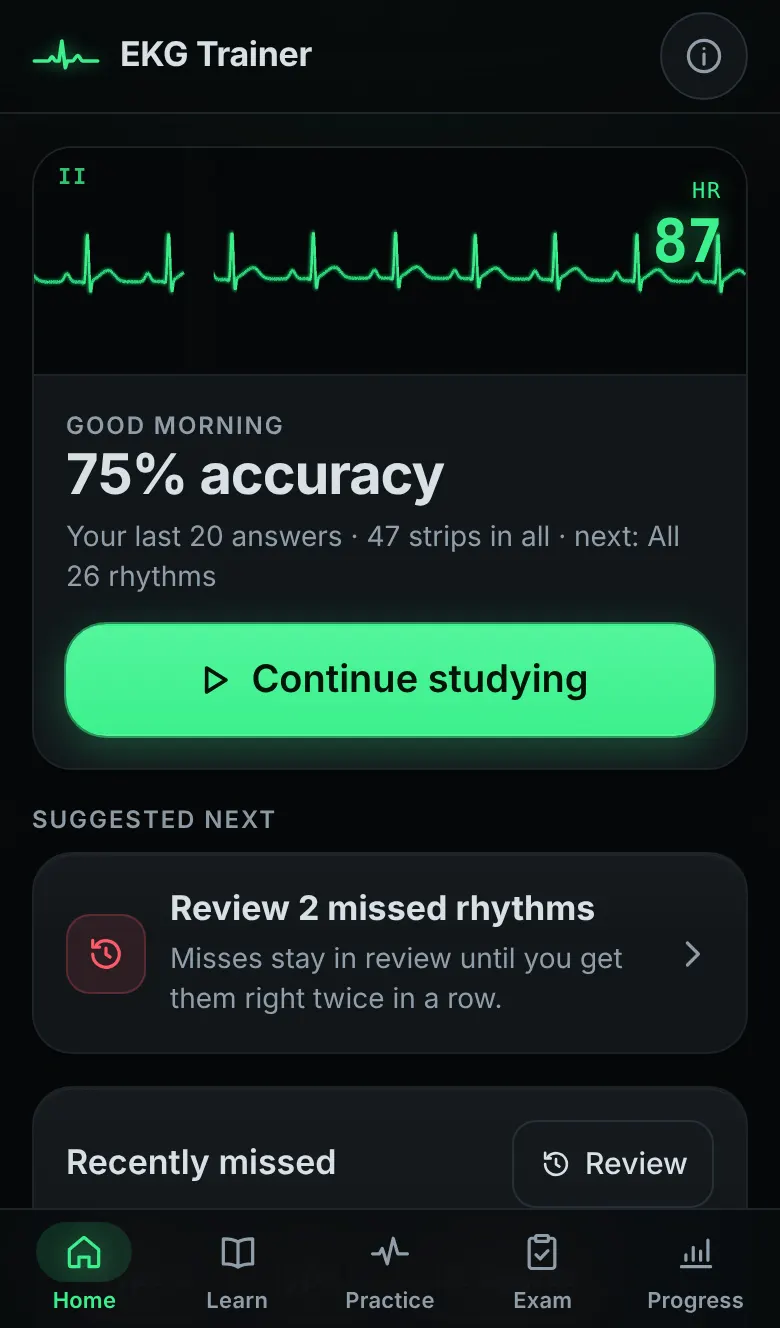 EKG Trainer
II
HR
87
GOOD MORNING
75% accuracy
Your last 20 answers · 47 strips in all · next: All
26 rhythms
Continue studying
SUGGESTED NEXT
Review 2 missed rhythms
Misses stay in review until you get
them right twice in a row.
Recently missed
Review
Home
Learn
Practice
Exam
Progress